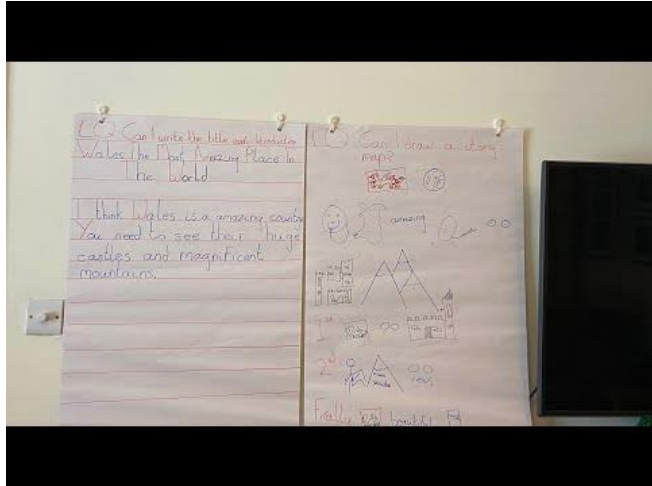 LO: Can I write the title and introduction
Wales The Most Amazing Place In
The World
I think Wales is a amazing country
You need to see their huge
castles and magnificent
mountains.
LO: Can I draw a story
map?
amazing
1st
2nd
Finally beautiful